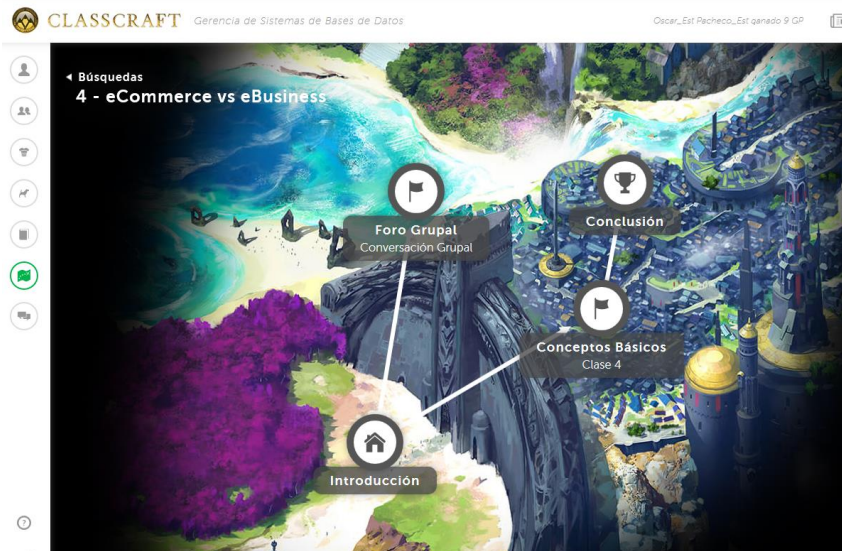 CLASSCRAFT Gerencia de Sistemas de Bases de Datos Oscar_Est Pacheco_Est ganado 9 GP
Búsquedas
4 - eCommerce vs eBusiness
Foro Grupal
Conversación Grupal
Conclusión
Conceptos Básicos
Clase 4
Introducción
?